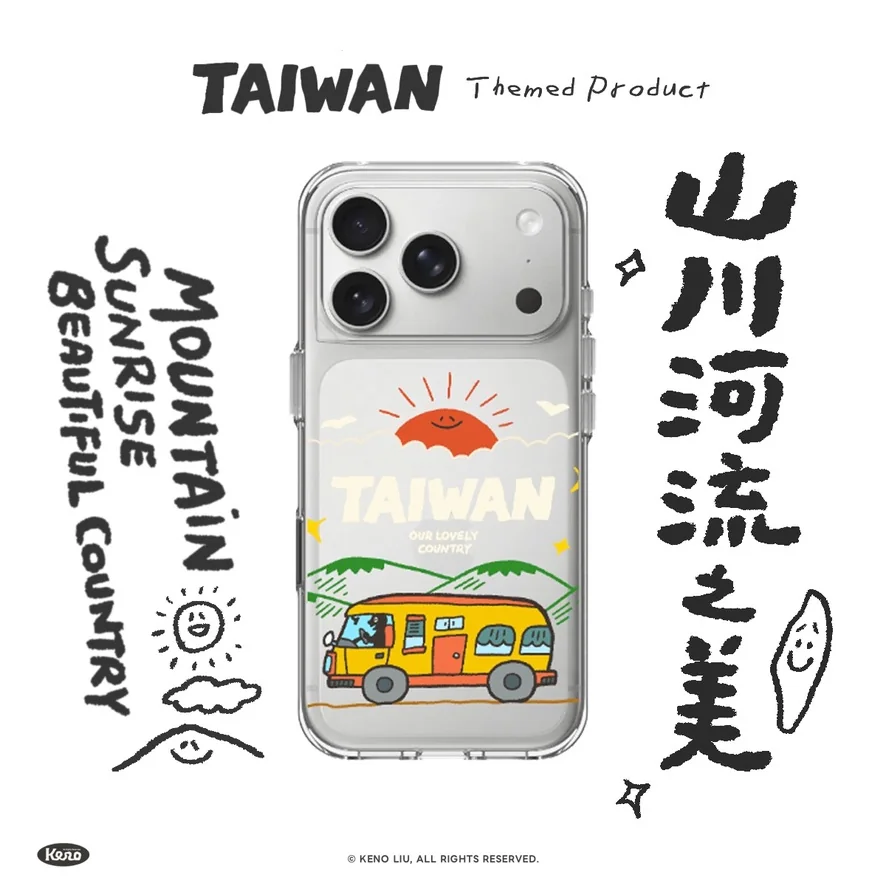 TAIWAN Themed Product
山川河流之美
MOUNTAiN
SUNRISE
BEAUTiFUL COUNTRY
TAIWAN
OUR LOVELY
COUNTRY
Keno
© KENO LIU, ALL RIGHTS RESERVED.